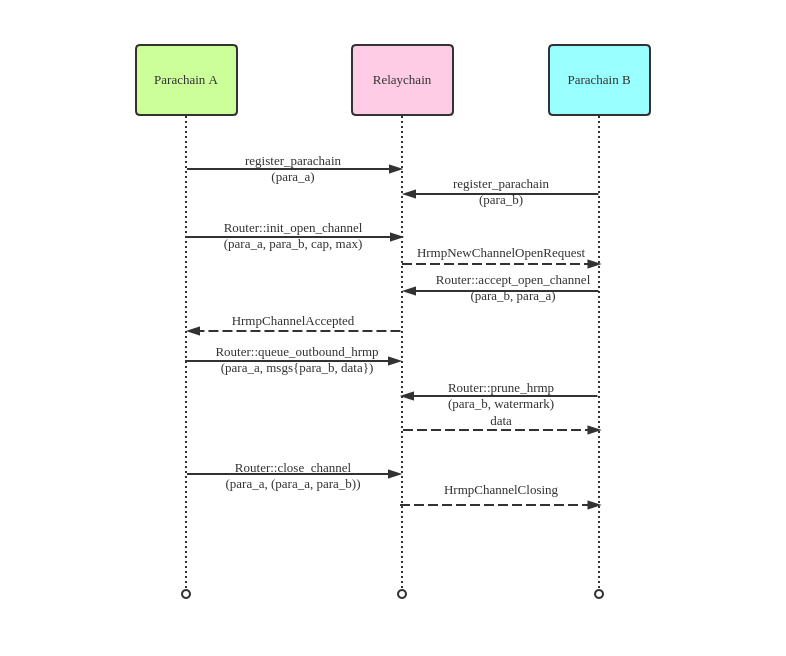 Parachain A
Relaychain
Parachain B
register_parachain
(para_a)
register_parachain
(para_b)
Router::init_open_channel
(para_a, para_b, cap, max)
HrmpNewChannelOpenRequest
Router::accept_open_channel
(para_b, para_a)
HrmpChannelAccepted
Router::queue_outbound_hrmp
(para_a, msgs{para_b, data})
Router::prune_hrmp
(para_b, watermark)
data
Router::close_channel
(para_a, (para_a, para_b))
HrmpChannelClosing